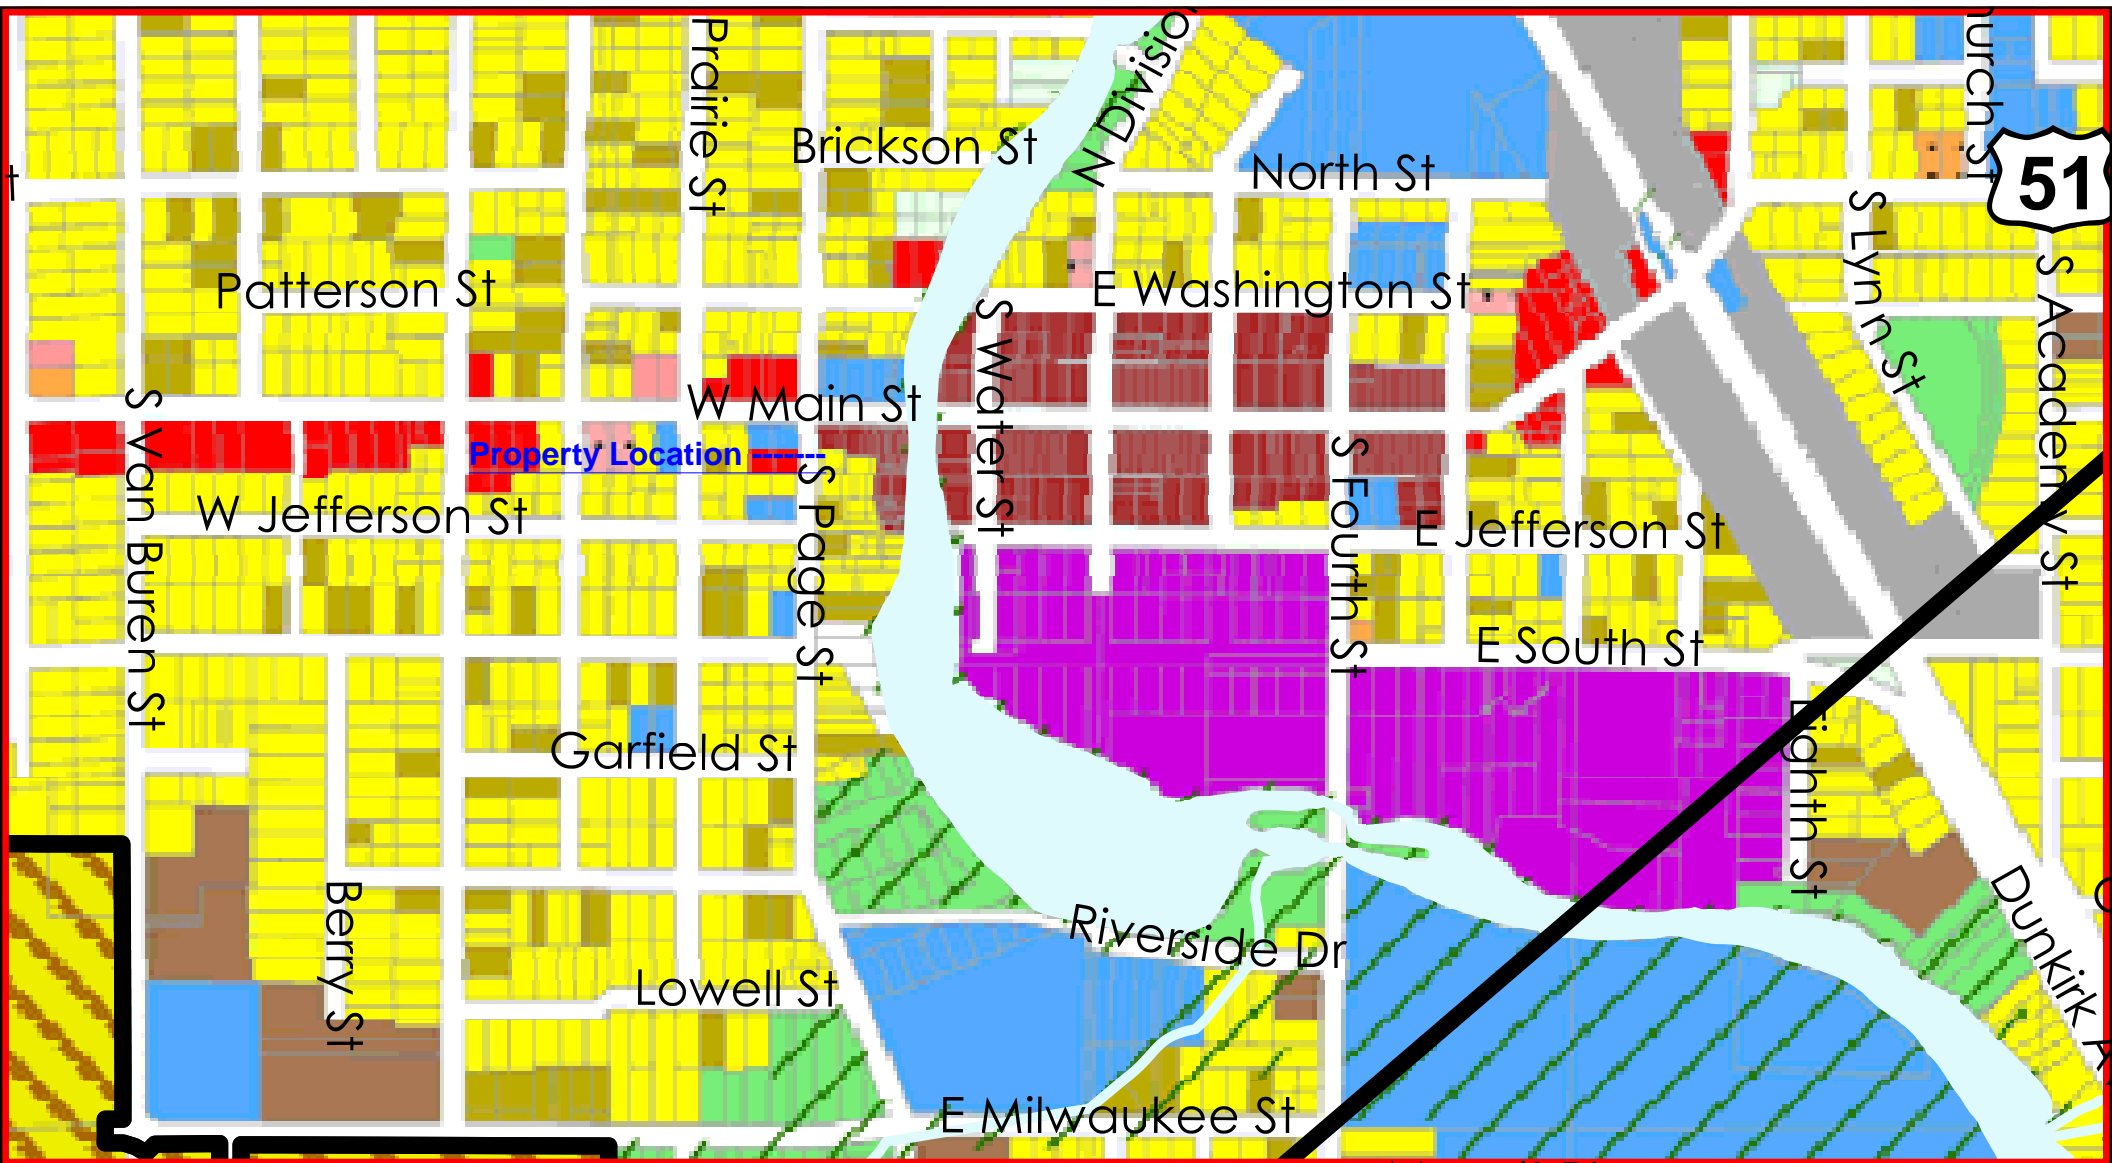 Prairie St
N Divisio
urch St
Brickson St
North St
51
t
S Lynn St
Patterson St
E Washington St
S Academy St
S Water St
W Main St
S Van Buren St
Property Location -------
S Fourth St
S Page St
W Jefferson St
E Jefferson St
E South St
Eighth St
Garfield St
Berry St
Dunkirk A
Riverside Dr
Lowell St
E Milwaukee St